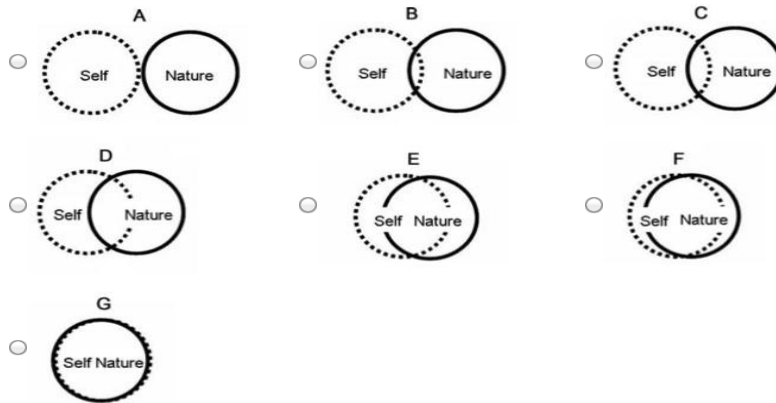 A B C
Self Nature Self Nature Self Nature
D E F
Self Nature Self Nature Self Nature
G
Self Nature